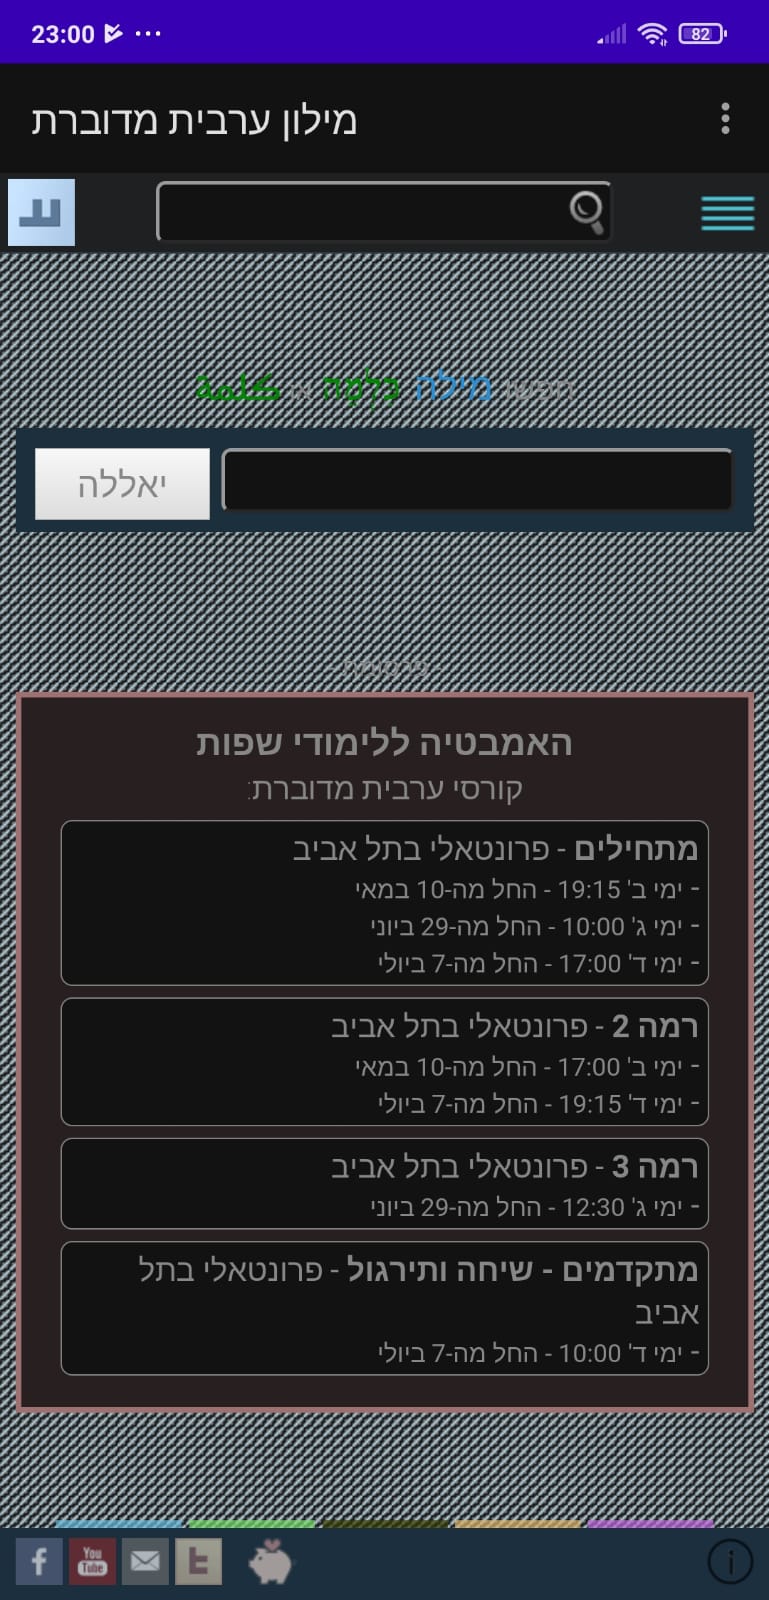 23:00
82
מילון ערבית מדוברת
חפשו מילה כִּלְמֶה או كلمة
יאללה
- פרסומת -
האמבטיה ללימודי שפות
קורסי ערבית מדוברת:
מתחילים - פרונטאלי בתל אביב
- ימי ב' 19:15 - החל מה-10 במאי
- ימי ג' 10:00 - החל מה-29 ביוני
- ימי ד' 17:00 - החל מה-7 ביולי
רמה 2 - פרונטאלי בתל אביב
- ימי ב' 17:00 - החל מה-10 במאי
- ימי ד' 19:15 - החל מה-7 ביולי
רמה 3 - פרונטאלי בתל אביב
- ימי ג' 12:30 - החל מה-29 ביוני
מתקדמים - שיחה ותירגול - פרונטאלי בתל
אביב
- ימי ד' 10:00 - החל מה-7 ביולי
f You Tube t i